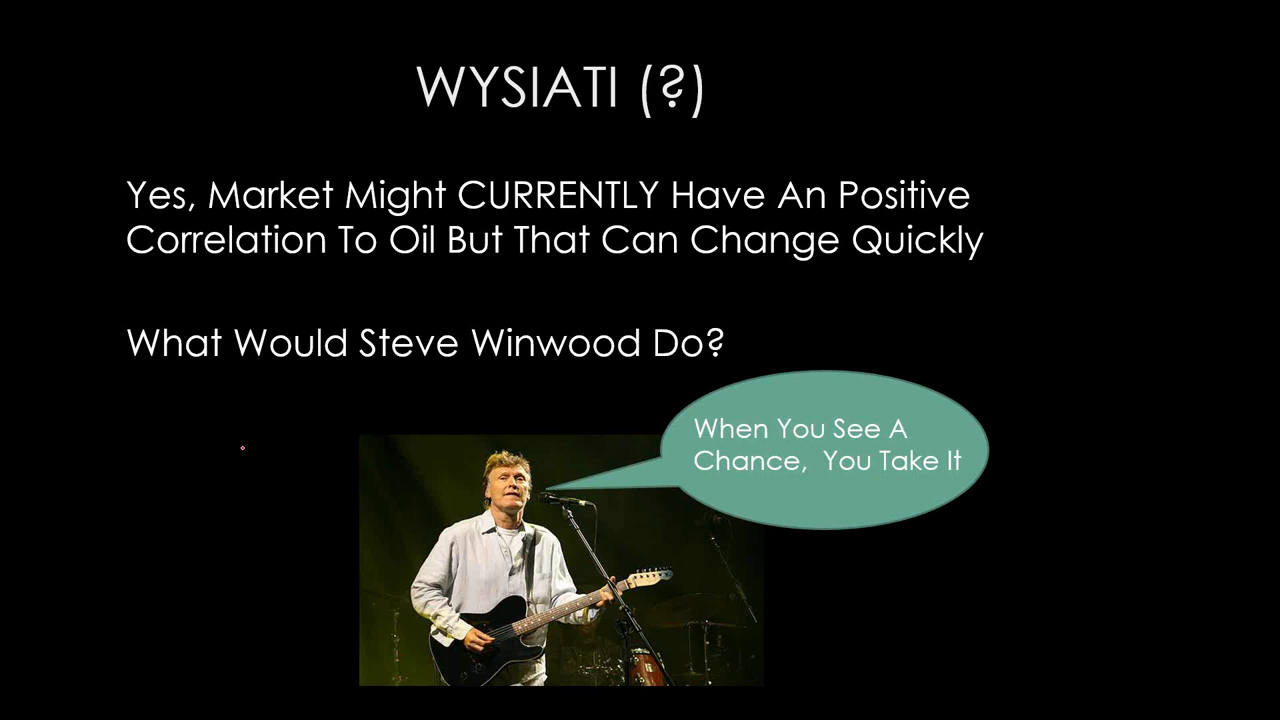 WYSIATI (?)
Yes, Market Might CURRENTLY Have An Positive
Correlation To Oil But That Can Change Quickly
What Would Steve Winwood Do?
When You See A
Chance,  You Take It